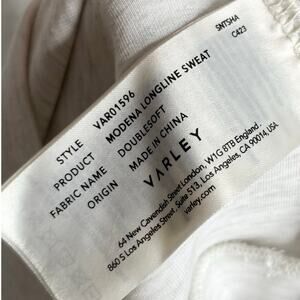 SNTSHA
C423
STYLE VAR01596
PRODUCT MODENA LONGLINE SWEAT
FABRIC NAME DOUBLESOFT
ORIGIN MADE IN CHINA
VARLEY
64 New Cavendish Street London, W1G 8TB England.
860 S Los Angeles Street, Suite 513, Los Angeles, CA 90014, USA
varley.com